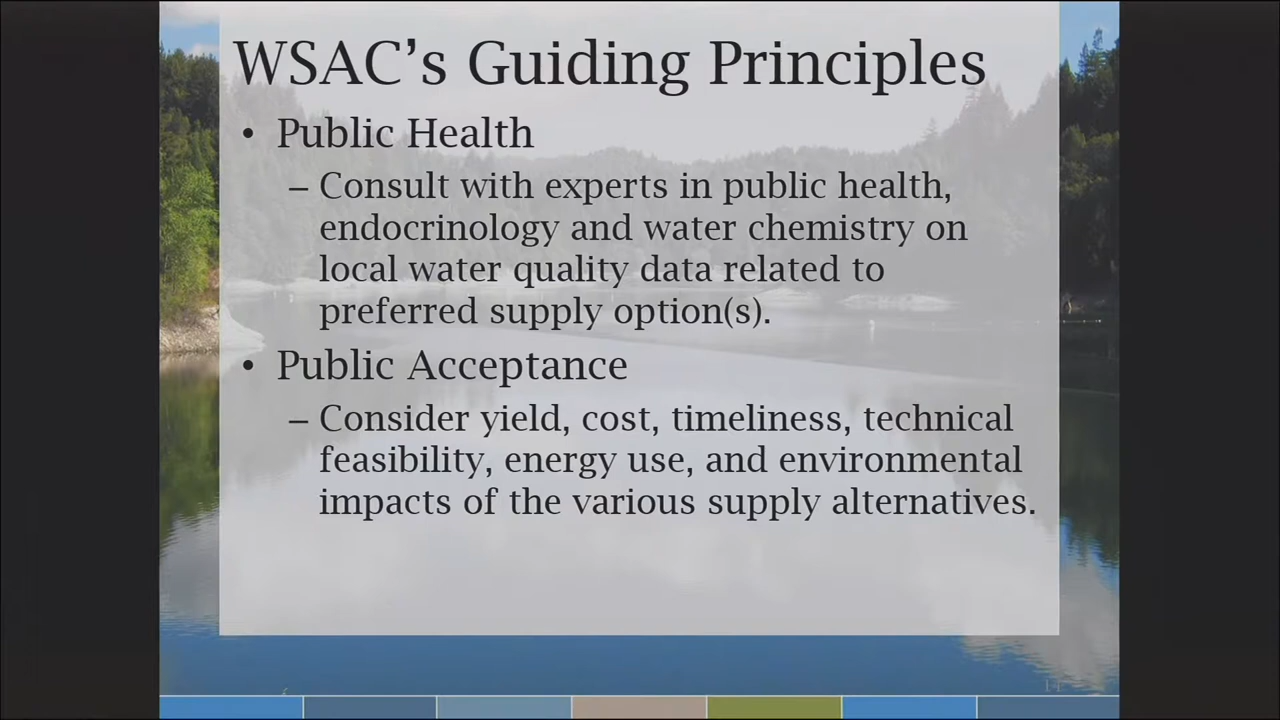 WSAC’s Guiding Principles
• Public Health
– Consult with experts in public health,
endocrinology and water chemistry on
local water quality data related to
preferred supply option(s).
• Public Acceptance
– Consider yield, cost, timeliness, technical
feasibility, energy use, and environmental
impacts of the various supply alternatives.